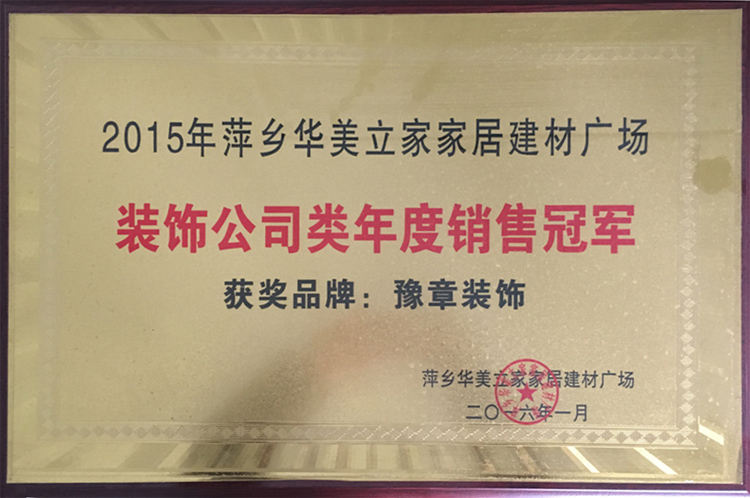 2015年萍乡华美立家家居建材广场
装饰公司类年度销售冠军
获奖品牌：豫章装饰
萍乡华美立家家居建材广场
二〇一六年一月